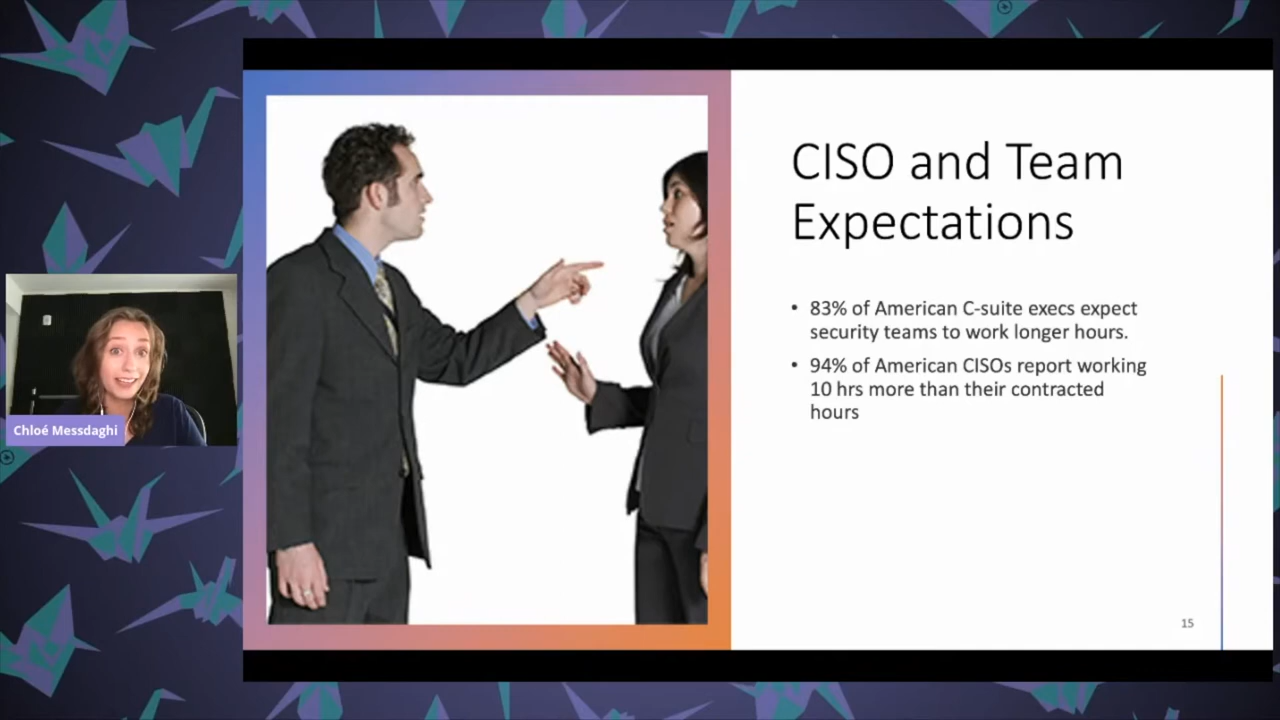 CISO and Team
Expectations
• 83% of American C-suite execs expect
security teams to work longer hours.
• 94% of American CISOs report working
10 hrs more than their contracted
hours
Chloé Messdaghi
15